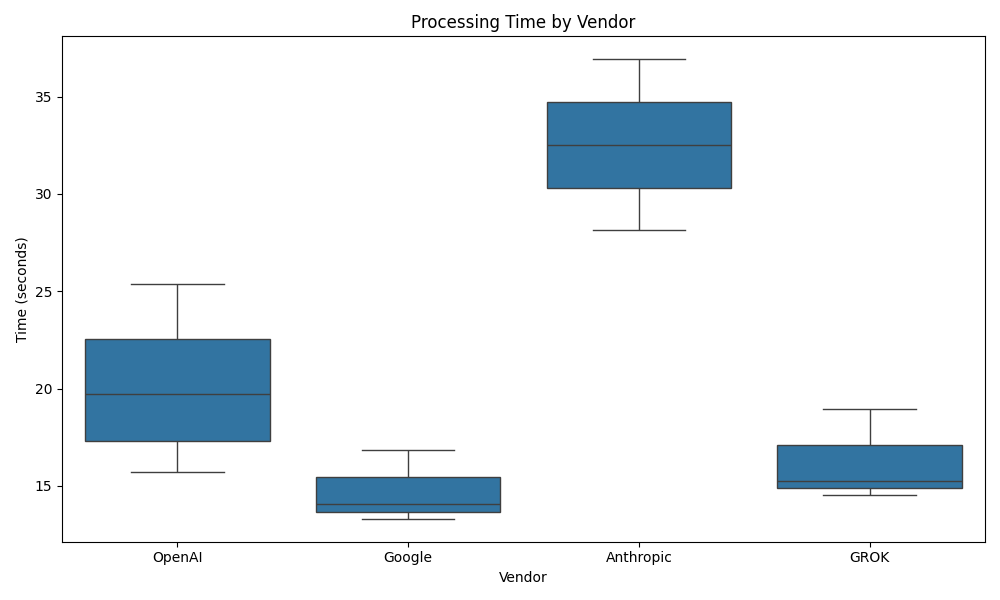 Processing Time by Vendor
35
30
25
20
15
Time (seconds)
OpenAI
Google
Anthropic
GROK
Vendor